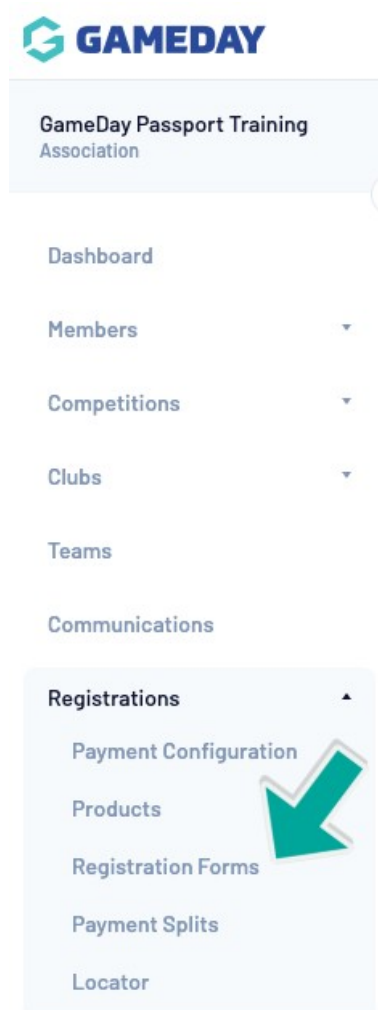 GAMEDAY
GameDay Passport Training
Association
Dashboard
Members
Competitions
Clubs
Teams
Communications
Registrations
Payment Configuration
Products
Registration Forms
Payment Splits
Locator